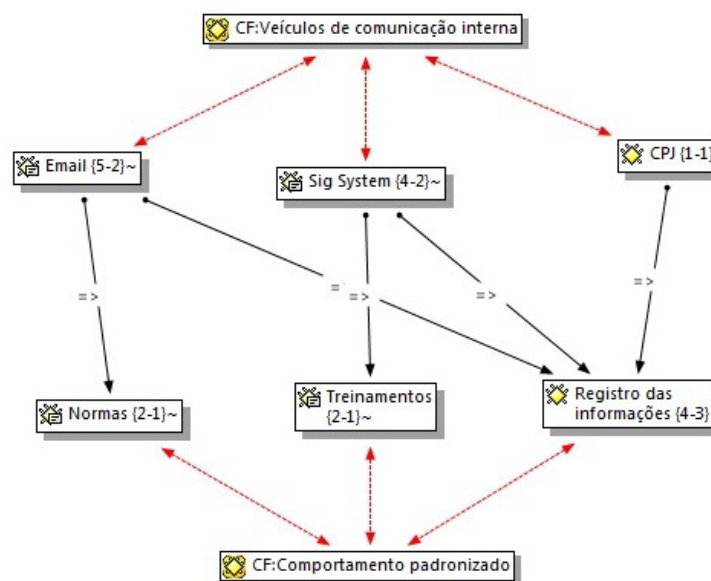 CF:Veículos de comunicação interna
Email {5-2}~
Sig System {4-2}~
CPJ {1-1}
=>
=
=>
=>
=>
Normas {2-1}~
Treinamentos
{2-1}~
Registro das
informações {4-3}
CF:Comportamento padronizado